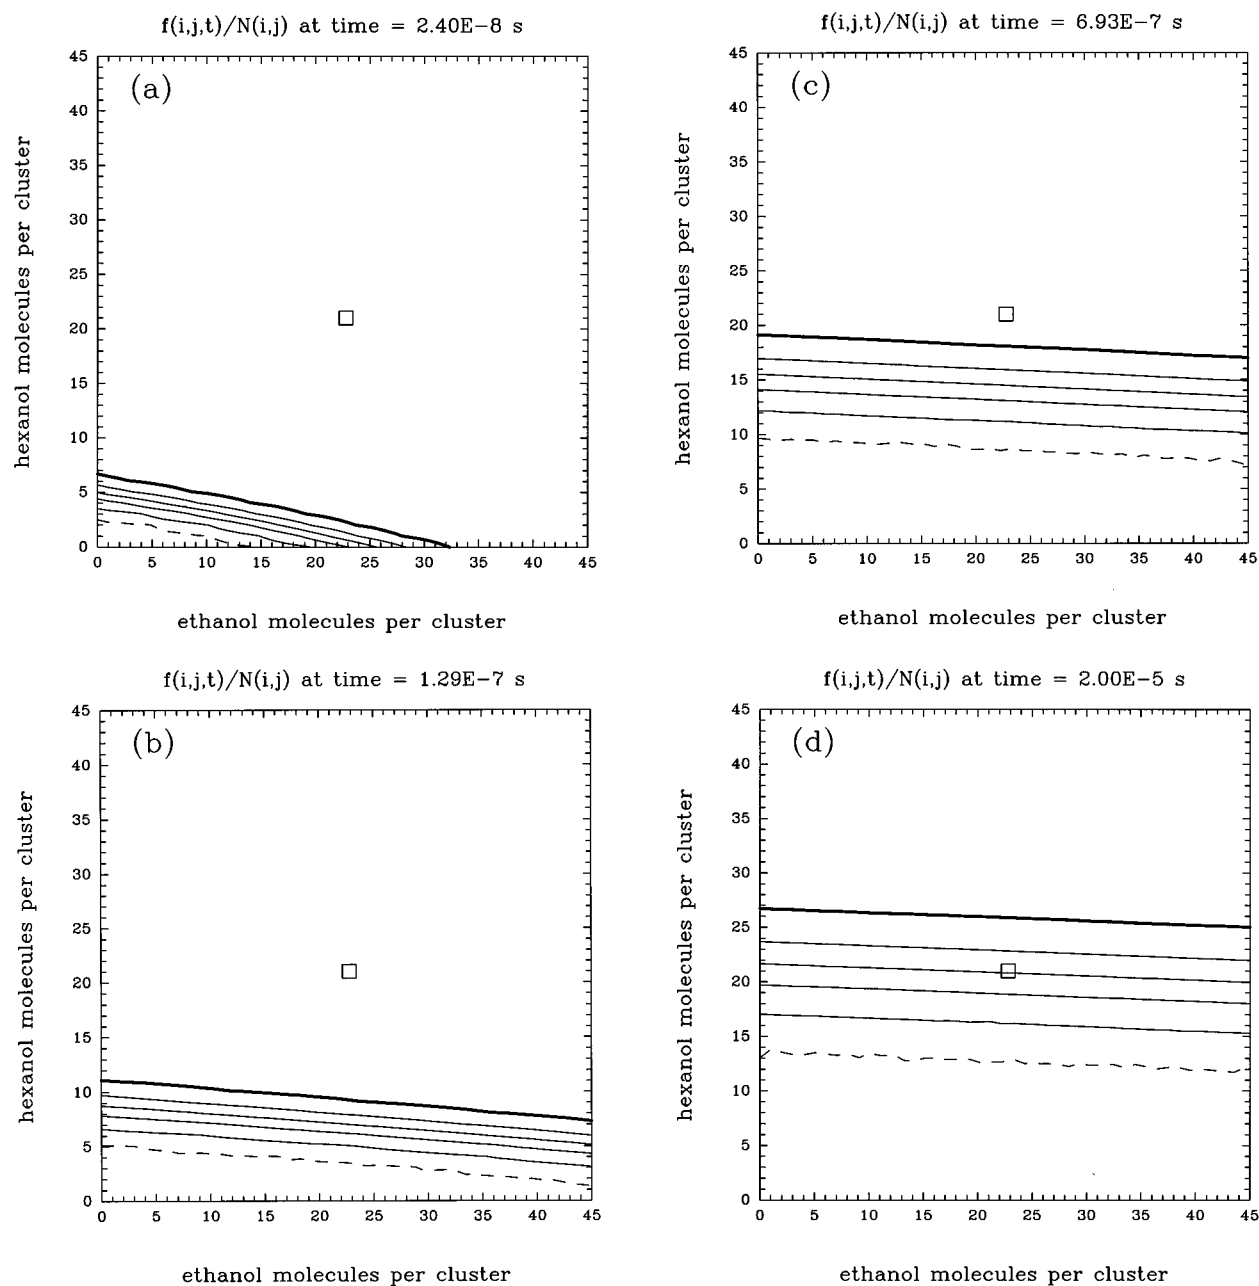 f(i,j,t)/N(i,j) at time = 2.40E−8 s
(a)
45
40
35
30
25
20
15
10
5
0
hexanol molecules per cluster
0 5 10 15 20 25 30 35 40 45
ethanol molecules per cluster
f(i,j,t)/N(i,j) at time = 1.29E−7 s
(b)
45
40
35
30
25
20
15
10
5
0
hexanol molecules per cluster
0 5 10 15 20 25 30 35 40 45
ethanol molecules per cluster
f(i,j,t)/N(i,j) at time = 6.93E−7 s
(c)
45
40
35
30
25
20
15
10
5
0
hexanol molecules per cluster
0 5 10 15 20 25 30 35 40 45
ethanol molecules per cluster
f(i,j,t)/N(i,j) at time = 2.00E−5 s
(d)
45
40
35
30
25
20
15
10
5
0
hexanol molecules per cluster
0 5 10 15 20 25 30 35 40 45
ethanol molecules per cluster